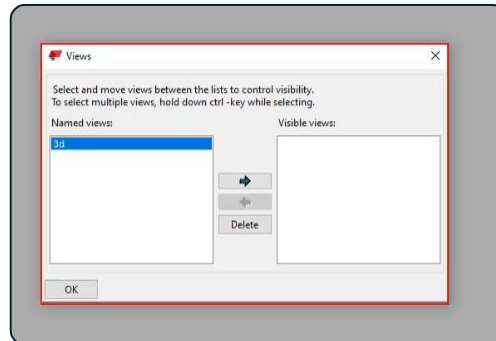 Views
Select and move views between the lists to control visibility.
To select multiple views, hold down ctrl -key while selecting.
Named views:
Visible views:
3d
Delete
OK